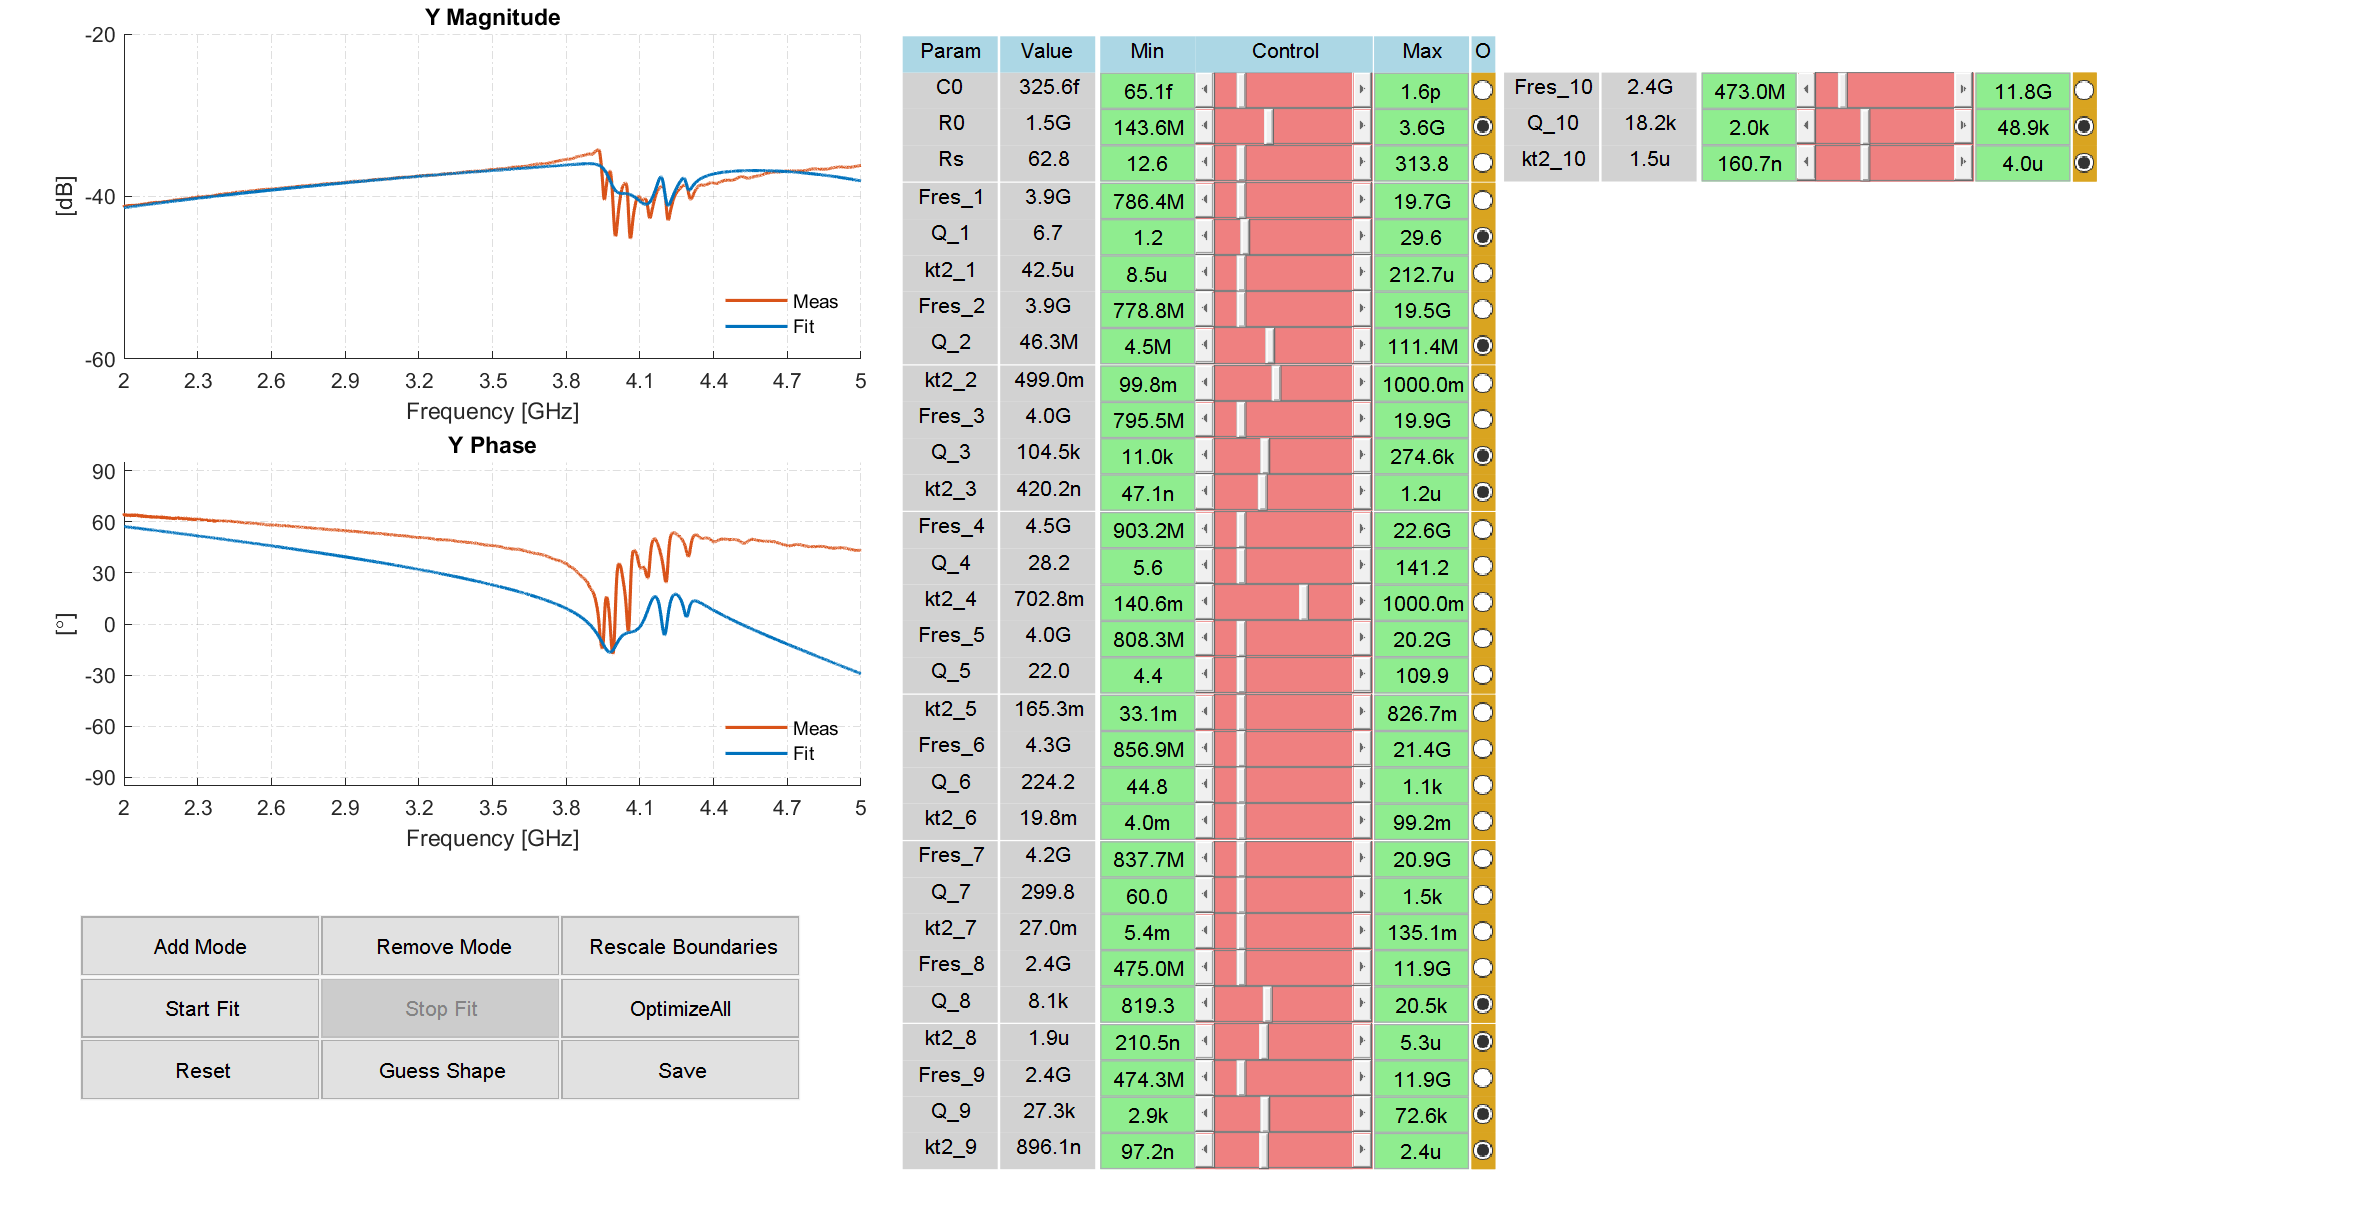 Y Magnitude
-20
-40
-60
[dB]
2 2.3 2.6 2.9 3.2 3.5 3.8 4.1 4.4 4.7 5
Frequency [GHz]
Meas
Fit
Y Phase
90
60
30
0
-30
-60
-90
[°]
2 2.3 2.6 2.9 3.2 3.5 3.8 4.1 4.4 4.7 5
Frequency [GHz]
Meas
Fit
Add Mode Remove Mode Rescale Boundaries
Start Fit Stop Fit OptimizeAll
Reset Guess Shape Save
Param Value Min Control Max O
C0 325.6f 65.1f 1.6p
R0 1.5G 143.6M 3.6G
Rs 62.8 12.6 313.8
Fres_1 3.9G 786.4M 19.7G
Q_1 6.7 1.2 29.6
kt2_1 42.5u 8.5u 212.7u
Fres_2 3.9G 778.8M 19.5G
Q_2 46.3M 4.5M 111.4M
kt2_2 499.0m 99.8m 1000.0m
Fres_3 4.0G 795.5M 19.9G
Q_3 104.5k 11.0k 274.6k
kt2_3 420.2n 47.1n 1.2u
Fres_4 4.5G 903.2M 22.6G
Q_4 28.2 5.6 141.2
kt2_4 702.8m 140.6m 1000.0m
Fres_5 4.0G 808.3M 20.2G
Q_5 22.0 4.4 109.9
kt2_5 165.3m 33.1m 826.7m
Fres_6 4.3G 856.9M 21.4G
Q_6 224.2 44.8 1.1k
kt2_6 19.8m 4.0m 99.2m
Fres_7 4.2G 837.7M 20.9G
Q_7 299.8 60.0 1.5k
kt2_7 27.0m 5.4m 135.1m
Fres_8 2.4G 475.0M 11.9G
Q_8 8.1k 819.3 20.5k
kt2_8 1.9u 210.5n 5.3u
Fres_9 2.4G 474.3M 11.9G
Q_9 27.3k 2.9k 72.6k
kt2_9 896.1n 97.2n 2.4u
Fres_10 2.4G 473.0M 11.8G
Q_10 18.2k 2.0k 48.9k
kt2_10 1.5u 160.7n 4.0u